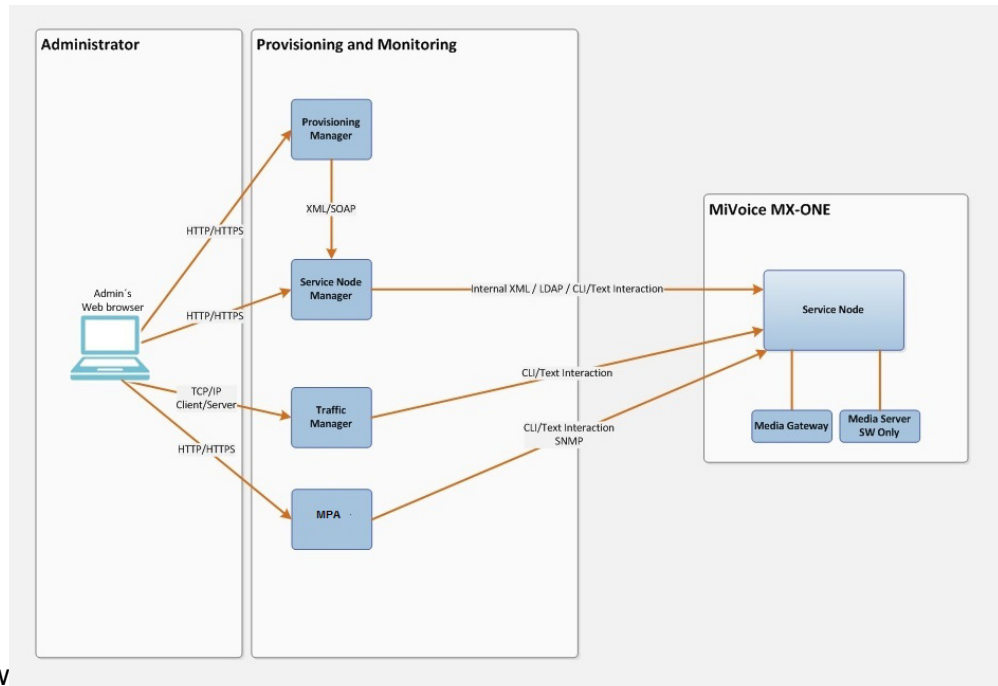 Administrator
Provisioning and Monitoring
Provisioning
Manager
XML/SOAP
HTTP/HTTPS
MiVoice MX-ONE
Service Node
Manager
Internal XML / LDAP / CLI/Text Interaction
Service Node
Admin´s
Web browser
HTTP/HTTPS
CLI/Text Interaction
TCP/IP
Client/Server
Traffic
Manager
Media Gateway
Media Server
SW Only
CLI/Text Interaction
SNMP
HTTP/HTTPS
MPA
w